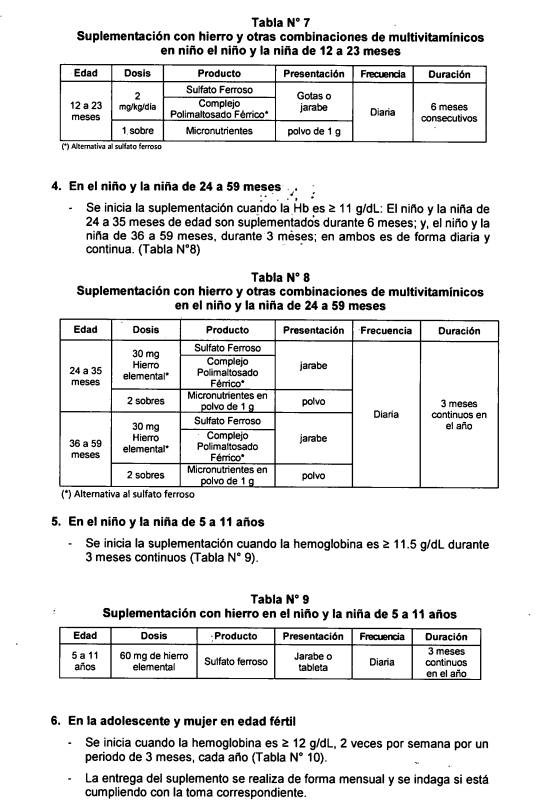 Tabla N° 7
Suplementación con hierro y otras combinaciones de multivitamínicos
en niño el niño y la niña de 12 a 23 meses
Edad Dosis Producto Presentación Frecuencia Duración
12 a 23 meses
2 mg/kg/día
Sulfato Ferroso
Complejo Polimaltosado Férrico*
Gotas o jarabe
Diaria
6 meses consecutivos
1 sobre Micronutrientes polvo de 1 g
(*) Alternativa al sulfato ferroso
4. En el niño y la niña de 24 a 59 meses
- Se inicia la suplementación cuando la Hb es ≥ 11 g/dL: El niño y la niña de
24 a 35 meses de edad son suplementados durante 6 meses; y, el niño y la
niña de 36 a 59 meses, durante 3 meses; en ambos es de forma diaria y
continua. (Tabla N°8)
Tabla N° 8
Suplementación con hierro y otras combinaciones de multivitamínicos
en el niño y la niña de 24 a 59 meses
Edad Dosis Producto Presentación Frecuencia Duración
24 a 35 meses
30 mg Hierro elemental*
Sulfato Ferroso
Complejo Polimaltosado Férrico*
jarabe
2 sobres
Micronutrientes en polvo de 1 g
polvo
Diaria
3 meses continuos en el año
36 a 59 meses
30 mg Hierro elemental*
Sulfato Ferroso
Complejo Polimaltosado Férrico*
jarabe
2 sobres
Micronutrientes en polvo de 1 g
polvo
(*) Alternativa al sulfato ferroso
5. En el niño y la niña de 5 a 11 años
- Se inicia la suplementación cuando la hemoglobina es ≥ 11.5 g/dL durante
3 meses continuos (Tabla N° 9).
Tabla N° 9
Suplementación con hierro en el niño y la niña de 5 a 11 años
Edad Dosis Producto Presentación Frecuencia Duración
5 a 11 años
60 mg de hierro elemental
Sulfato ferroso
Jarabe o tableta
Diaria
3 meses continuos en el año
6. En la adolescente y mujer en edad fértil
- Se inicia cuando la hemoglobina es ≥ 12 g/dL, 2 veces por semana por un
periodo de 3 meses, cada año (Tabla N° 10).
- La entrega del suplemento se realiza de forma mensual y se indaga si está
cumpliendo con la toma correspondiente.